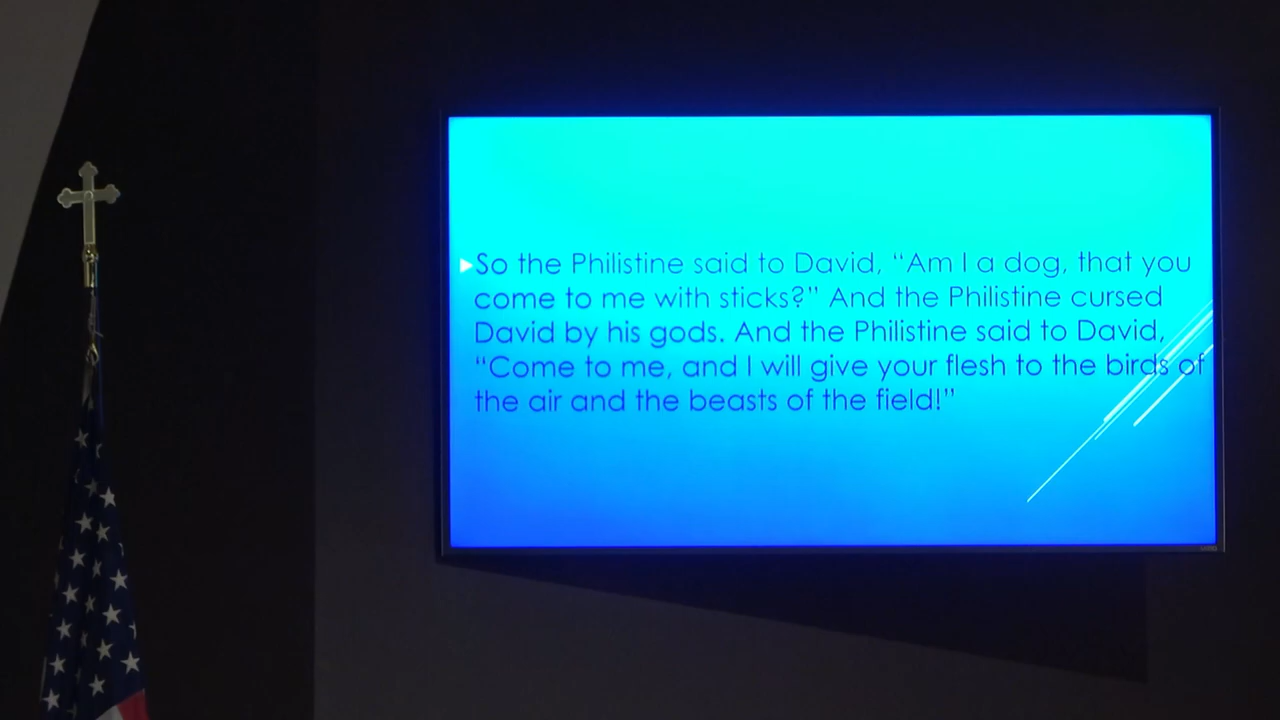 So the Philistine said to David, “Am I a dog, that you
come to me with sticks?” And the Philistine cursed
David by his gods. And the Philistine said to David,
“Come to me, and I will give your flesh to the birds of
the air and the beasts of the field!”